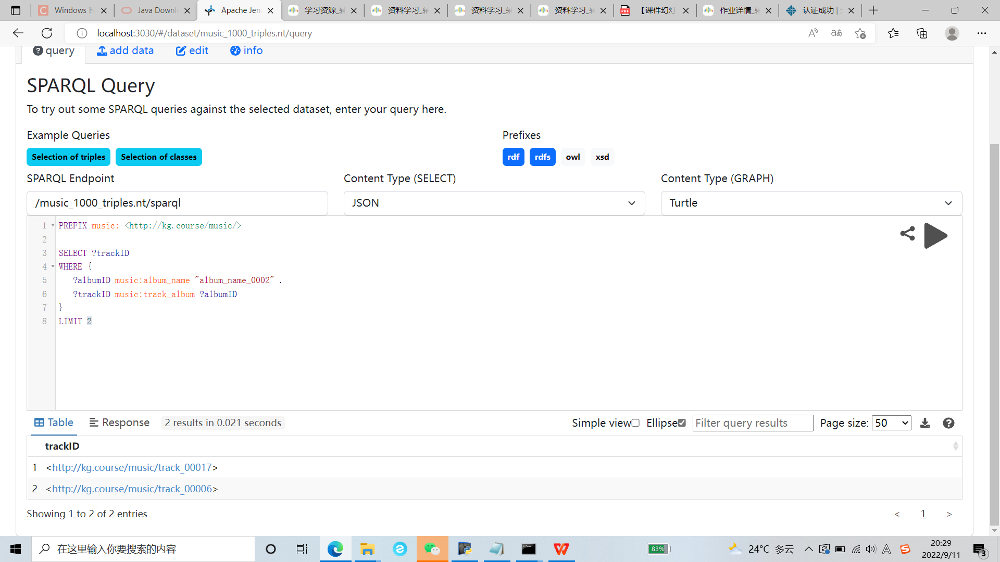 Windows下
Java Downl
Apache Jen
学习资源_辅
资料学习_辅
资料学习_辅
资料学习_辅
【课件幻灯
作业详情_辅
认证成功 |
localhost:3030/#/dataset/music_1000_triples.nt/query
query
add data
edit
info
SPARQL Query
To try out some SPARQL queries against the selected dataset, enter your query here.
Example Queries
Prefixes
Selection of triples
Selection of classes
rdf
rdfs
owl
xsd
SPARQL Endpoint
Content Type (SELECT)
Content Type (GRAPH)
/music_1000_triples.nt/sparql
JSON
Turtle
1 PREFIX music: <http://kg.course/music/>
2
3 SELECT ?trackID
4 WHERE {
5 ?albumID music:album_name "album_name_0002" .
6 ?trackID music:track_album ?albumID
7 }
8 LIMIT 2
Table
Response
2 results in 0.021 seconds
Simple view
Ellipse
Filter query results
Page size: 50
trackID
1 <http://kg.course/music/track_00017>
2 <http://kg.course/music/track_00006>
Showing 1 to 2 of 2 entries
< 1 >
在这里输入你要搜索的内容
83%
24°C 多云
20:29
2022/9/11
3